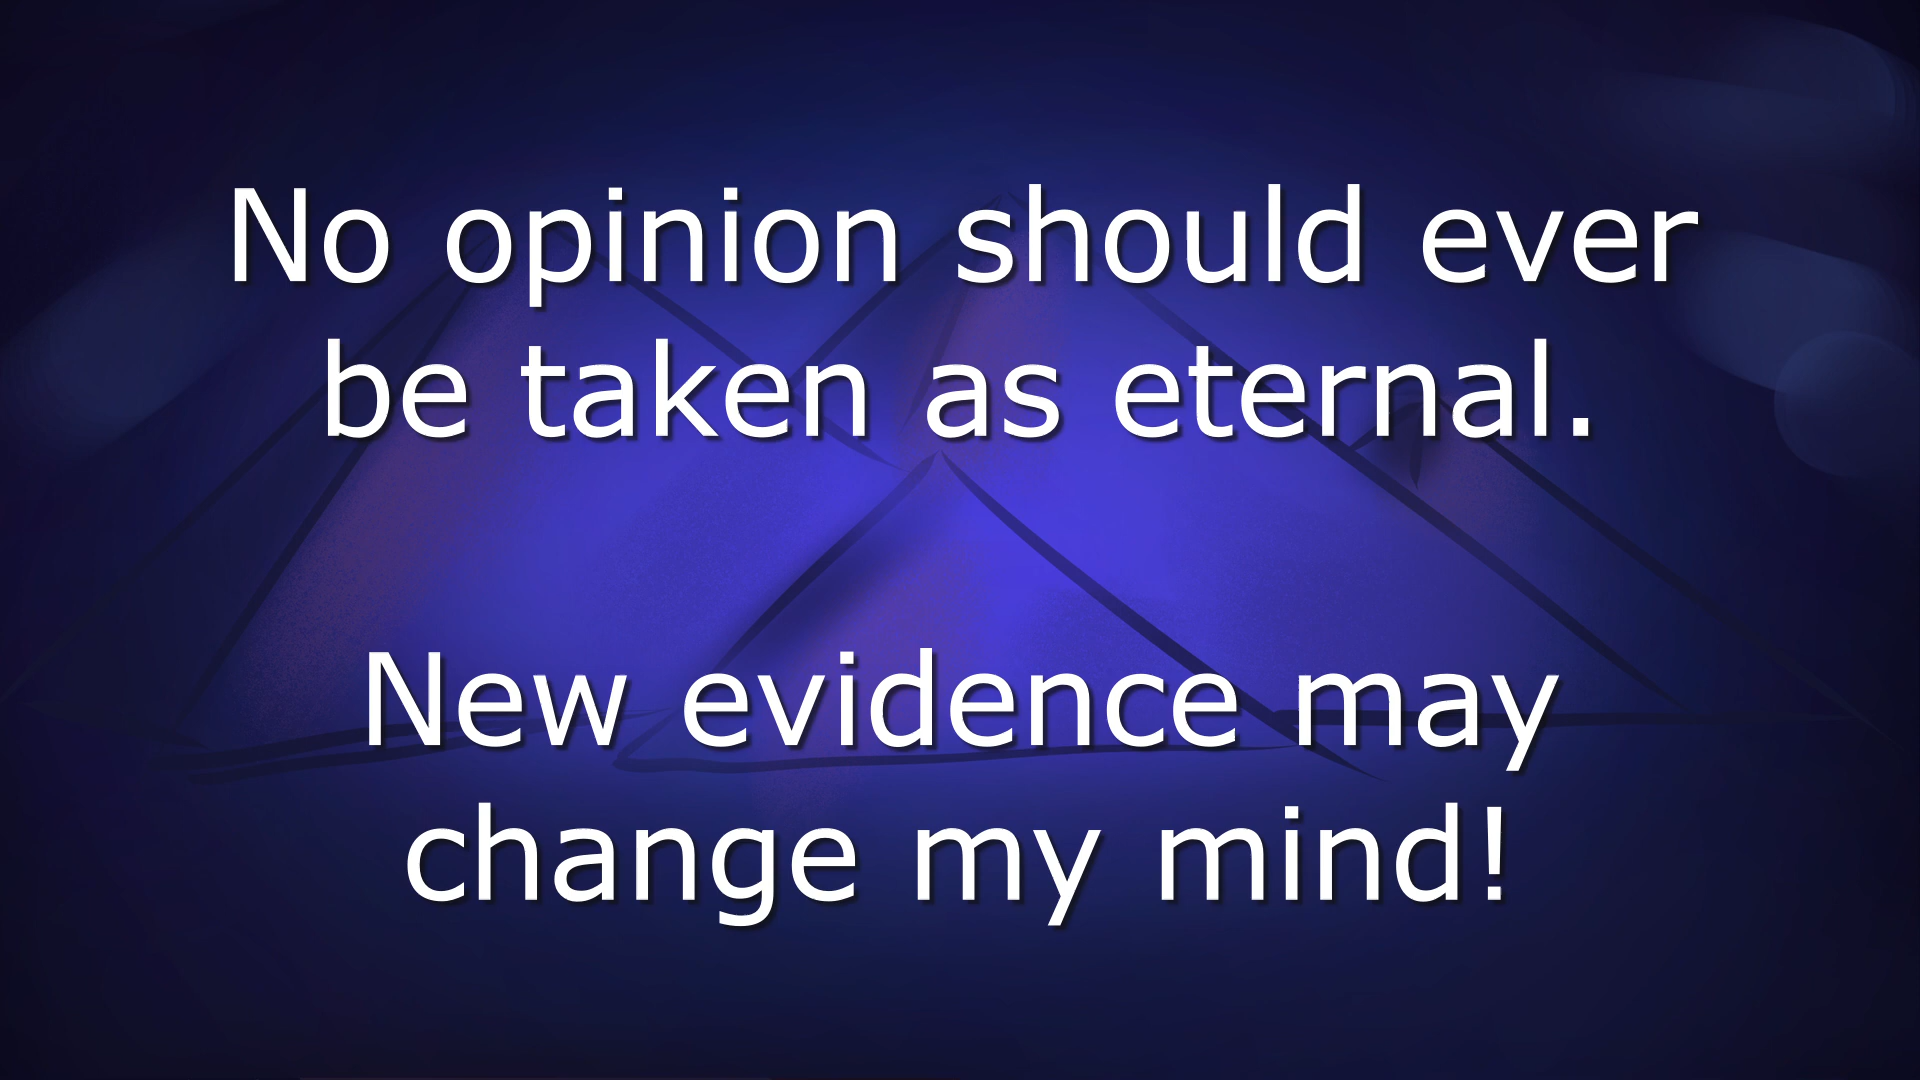 No opinion should ever
be taken as eternal.
New evidence may
change my mind!